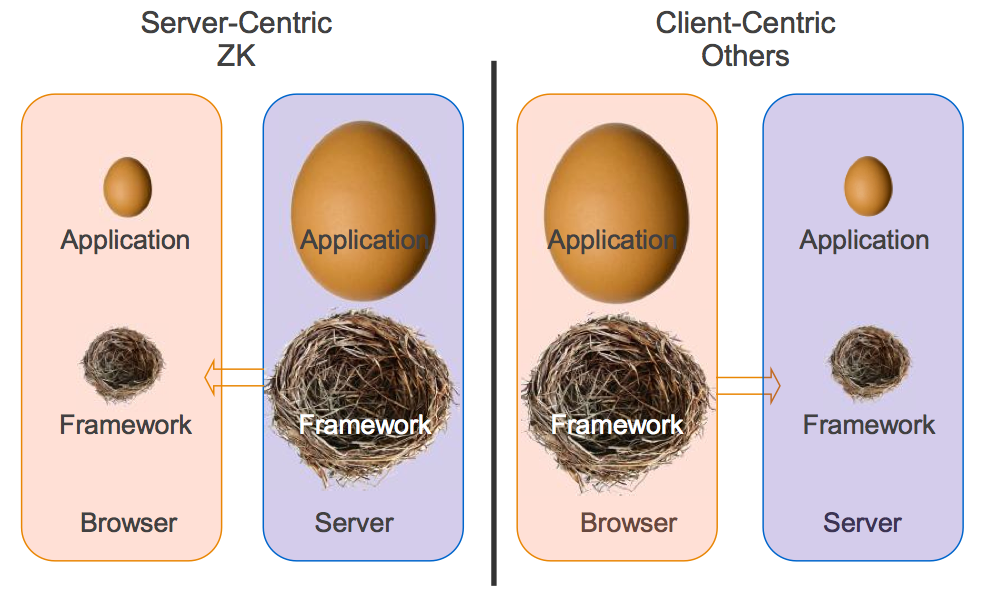 Server-Centric
ZK
Client-Centric
Others
Application
Application
Framework
Framework
Browser
Server
Application
Application
Framework
Framework
Browser
Server